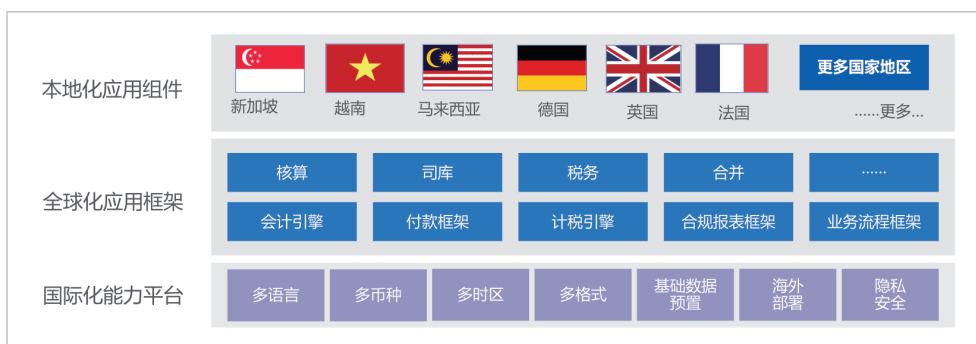 本地化应用组件
新加坡
越南
马来西亚
德国
英国
法国
更多国家地区
......更多...
全球化应用框架
核算
司库
税务
合并
······
会计引擎
付款框架
计税引擎
合规报表框架
业务流程框架
国际化能力平台
多语言
多币种
多时区
多格式
基础数据
预置
海外
部署
隐私
安全